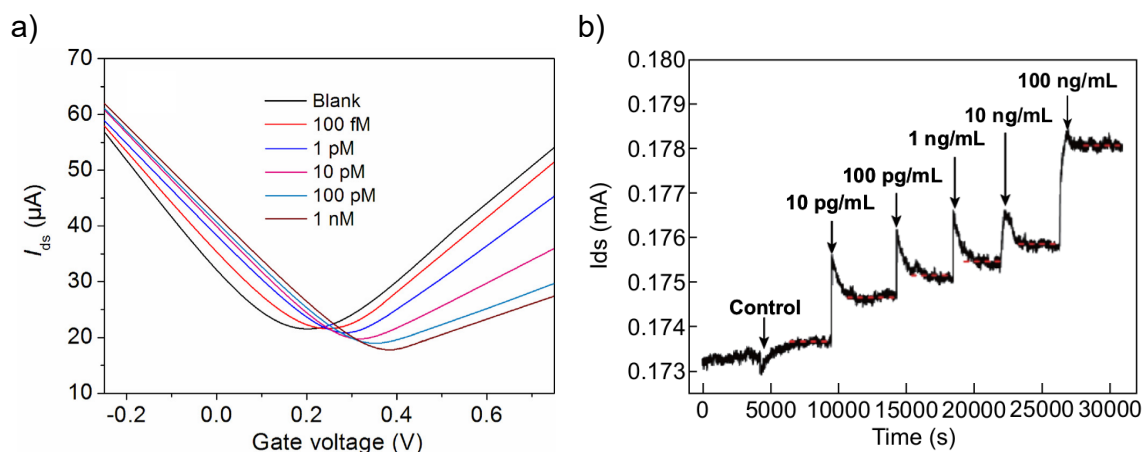 a)
70
60
50
40
30
20
10
Ids (µA)
Blank
100 fM
1 pM
10 pM
100 pM
1 nM
-0.2 0.0 0.2 0.4 0.6
Gate voltage (V)
b)
0.180
0.179
0.178
0.177
0.176
0.175
0.174
0.173
Ids (mA)
Control
10 pg/mL
100 pg/mL
1 ng/mL
10 ng/mL
100 ng/mL
0 5000 10000 15000 20000 25000 30000
Time (s)